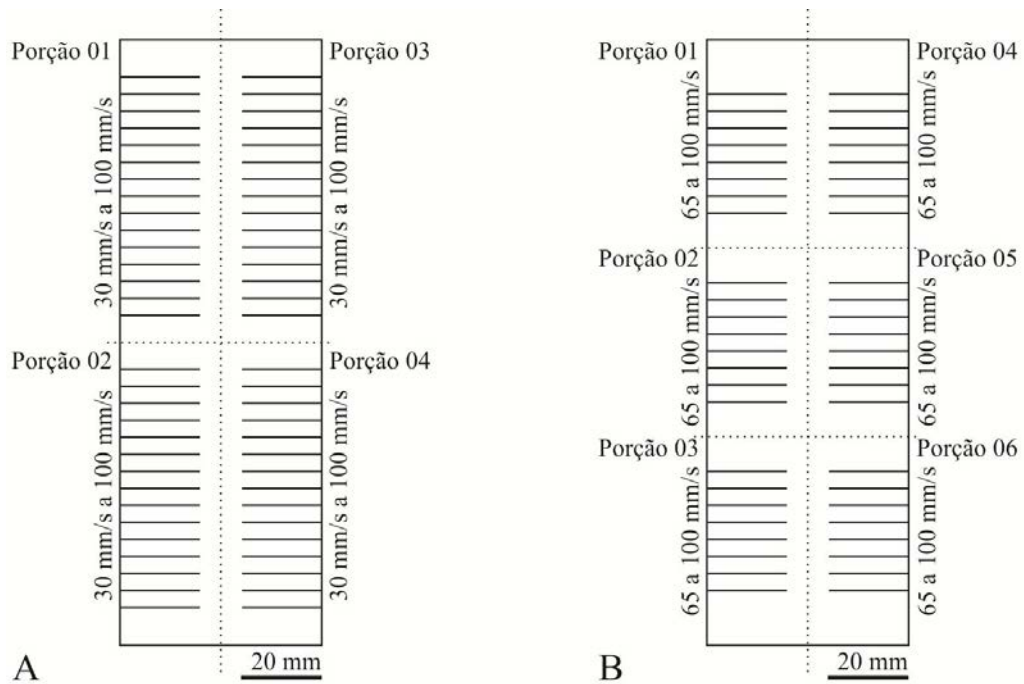 Porção 01
Porção 03
30 mm/s a 100 mm/s
30 mm/s a 100 mm/s
Porção 02
Porção 04
30 mm/s a 100 mm/s
30 mm/s a 100 mm/s
A
20 mm
Porção 01
Porção 04
65 a 100 mm/s
65 a 100 mm/s
Porção 02
Porção 05
65 a 100 mm/s
65 a 100 mm/s
Porção 03
Porção 06
65 a 100 mm/s
65 a 100 mm/s
B
20 mm